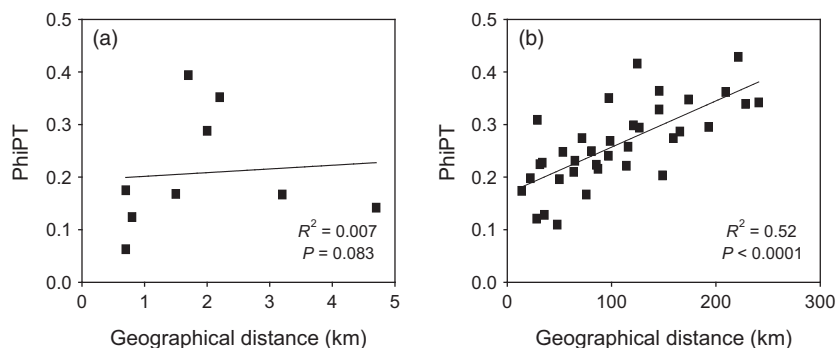 (a)
0.5
0.4
0.3
0.2
0.1
0.0
PhiPT
R² = 0.007
P = 0.083
0 1 2 3 4 5
Geographical distance (km)
(b)
0.5
0.4
0.3
0.2
0.1
0.0
PhiPT
R² = 0.52
P < 0.0001
0 100 200 300
Geographical distance (km)